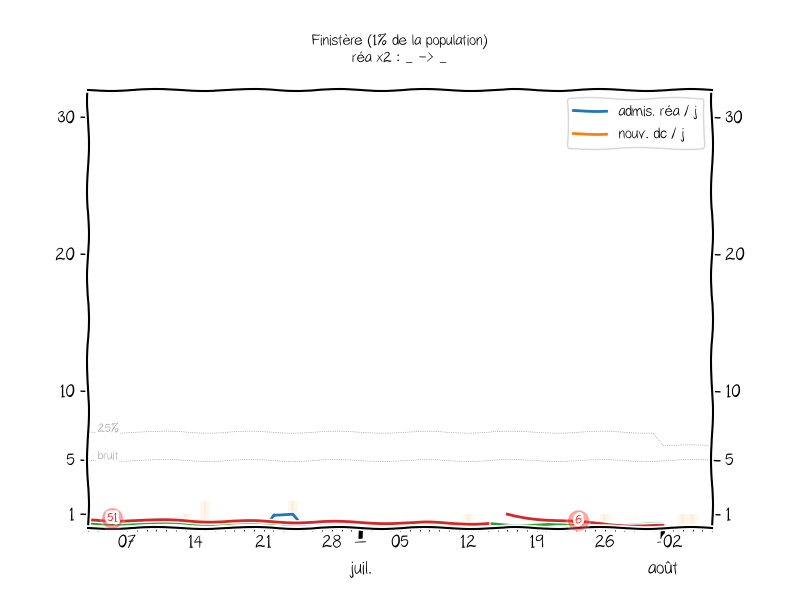 Finistère (1% de la population)
réa x2 : _ -> _
admis. réa / j
nouv. dc / j
30
30
20
20
10
10
25%
5
bruit
5
1
51
6
1
07 14 21 28 05 12 19 26 02
juil. août